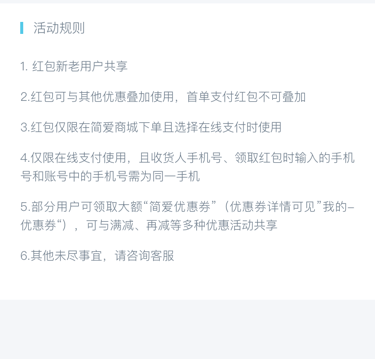 活动规则
1. 红包新老用户共享
2.红包可与其他优惠叠加使用，首单支付红包不可叠加
3.红包仅限在简爱商城下单且选择在线支付时使用
4.仅限在线支付使用，且收货人手机号、领取红包时输入的手机
号和账号中的手机号需为同一手机
5.部分用户可领取大额“简爱优惠券”（优惠券详情可见”我的–
优惠券“），可与满减、再减等多种优惠活动共享
6.其他未尽事宜，请咨询客服